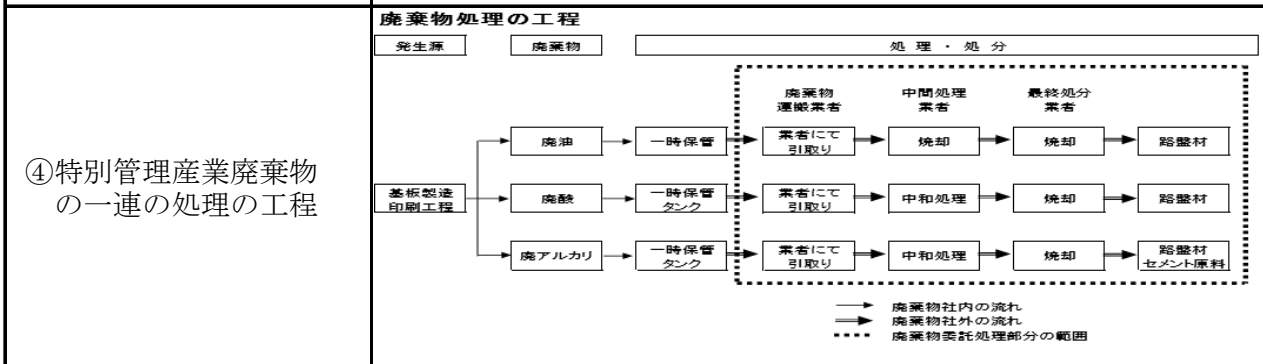 ④特別管理産業廃棄物
の一連の処理の工程
廃棄物処理の工程
発生源
廃棄物
処 理 ・ 処 分
廃棄物
運搬業者
中間処理
業者
最終処分
業者
廃油
一時保管
業者にて
引取り
焼却
焼却
路盤材
基板製造
印刷工程
廃酸
一時保管
タンク
業者にて
引取り
中和処理
焼却
路盤材
廃アルカリ
一時保管
タンク
業者にて
引取り
中和処理
焼却
路盤材
セメント原料
廃棄物社内の流れ
廃棄物社外の流れ
廃棄物委託処理部分の範囲